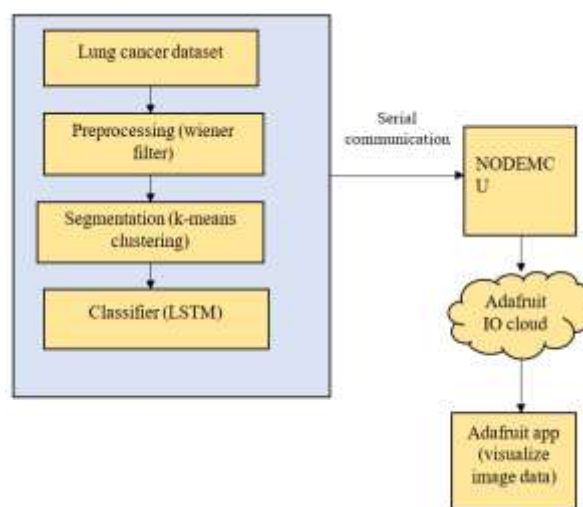 Lung cancer dataset
Preprocessing (wiener
filter)
Segmentation (k-means
clustering)
Classifier (LSTM)
Serial
communication
NODEMC
U
Adafruit
IO cloud
Adafruit app
(visualize
image data)